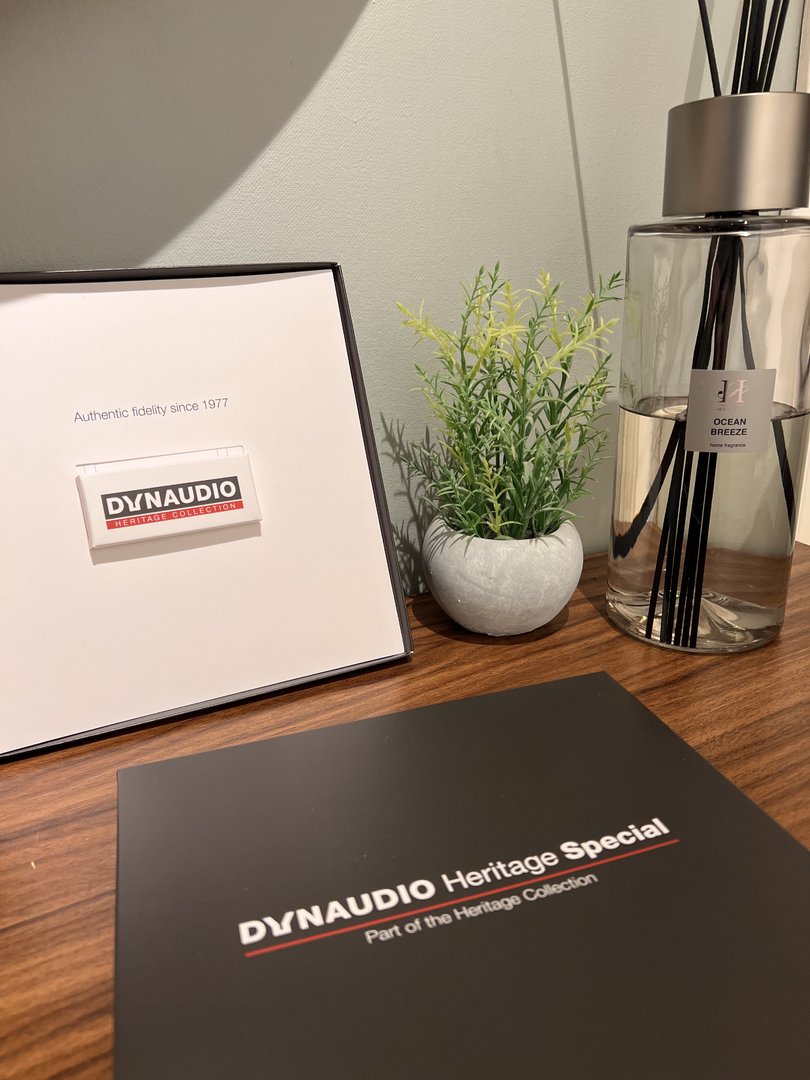 Authentic fidelity since 1977
DYNAUDIO
HERITAGE COLLECTION
OCEAN
BREEZE
home fragrance
DYNAUDIO Heritage Special
Part of the Heritage Collection